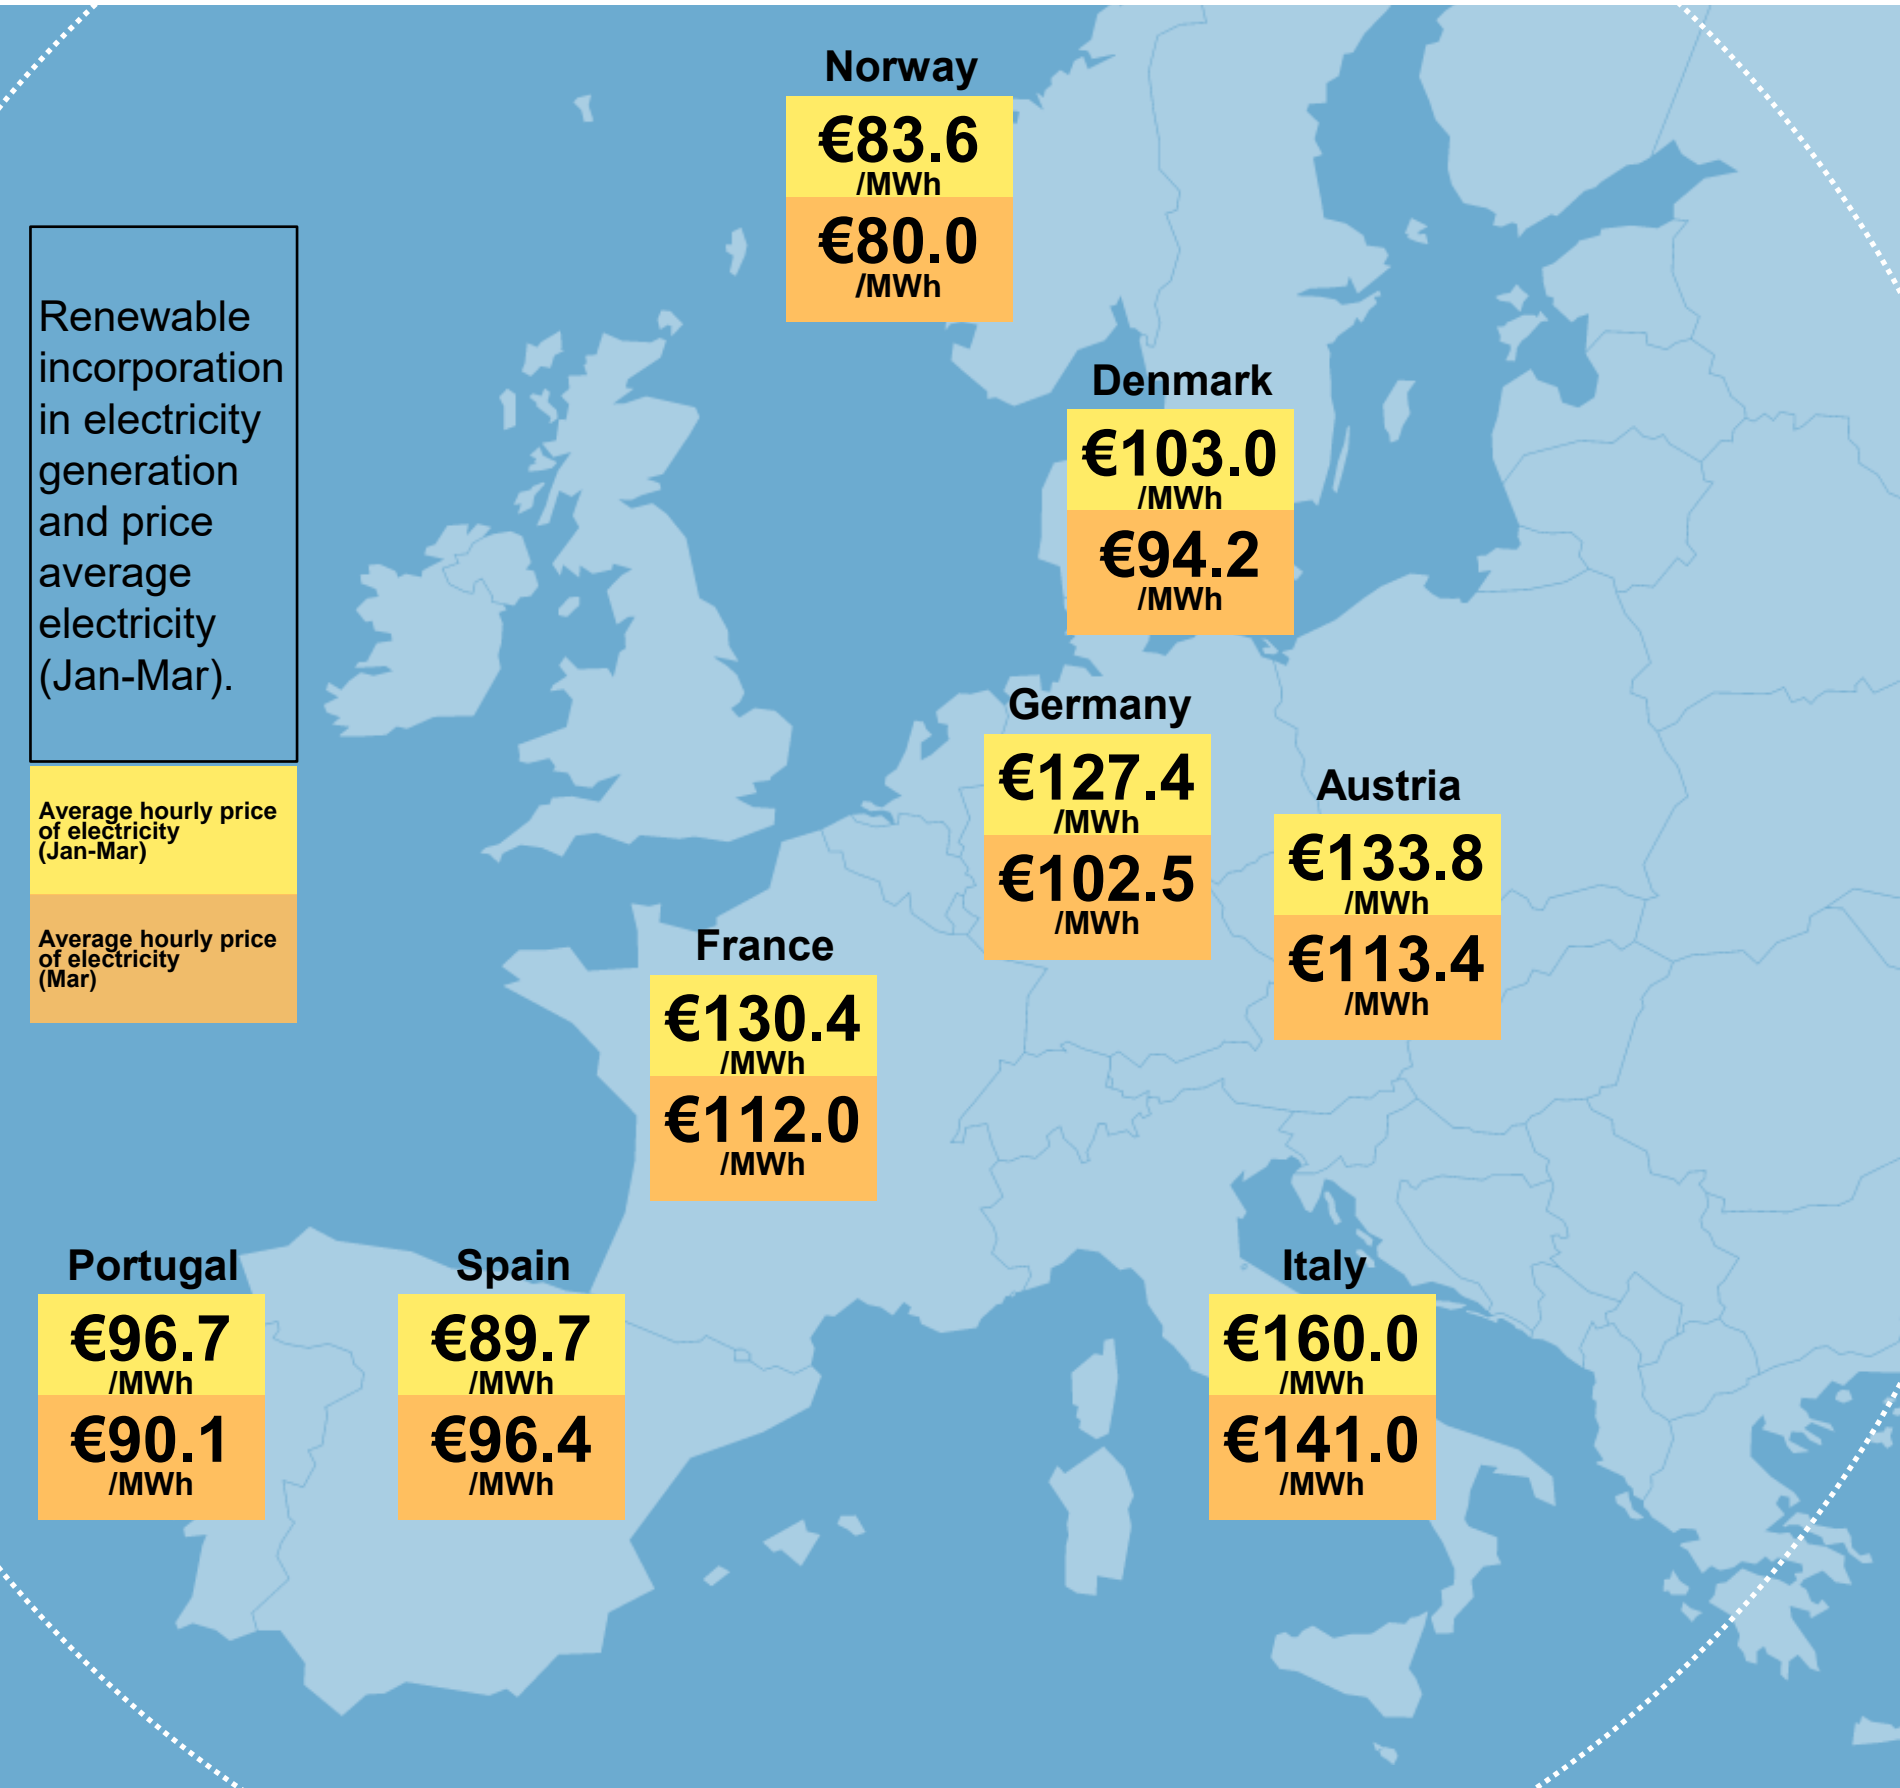 Norway
€83.6
/MWh
€80.0
/MWh
Renewable
incorporation
in electricity
generation
and price
average
electricity
(Jan-Mar).
Average hourly price
of electricity
(Jan-Mar)
Average hourly price
of electricity
(Mar)
Denmark
€103.0
/MWh
€94.2
/MWh
Germany
€127.4
/MWh
€102.5
/MWh
Austria
€133.8
/MWh
€113.4
/MWh
France
€130.4
/MWh
€112.0
/MWh
Portugal
€96.7
/MWh
€90.1
/MWh
Spain
€89.7
/MWh
€96.4
/MWh
Italy
€160.0
/MWh
€141.0
/MWh